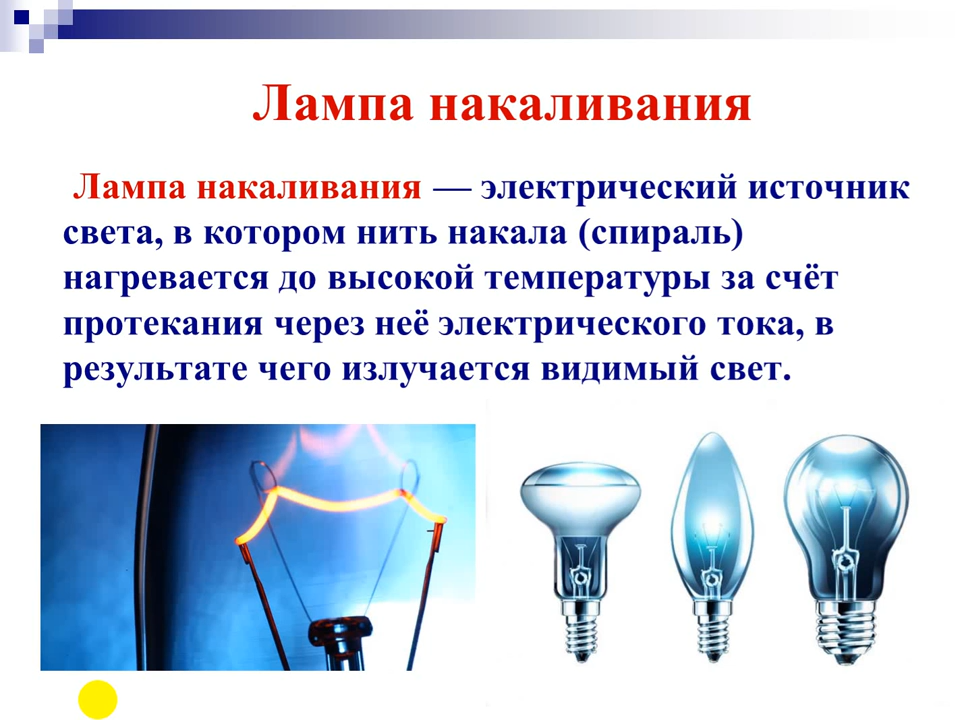 Лампа накаливания
Лампа накаливания — электрический источник
света, в котором нить накала (спираль)
нагревается до высокой температуры за счёт
протекания через неё электрического тока, в
результате чего излучается видимый свет.